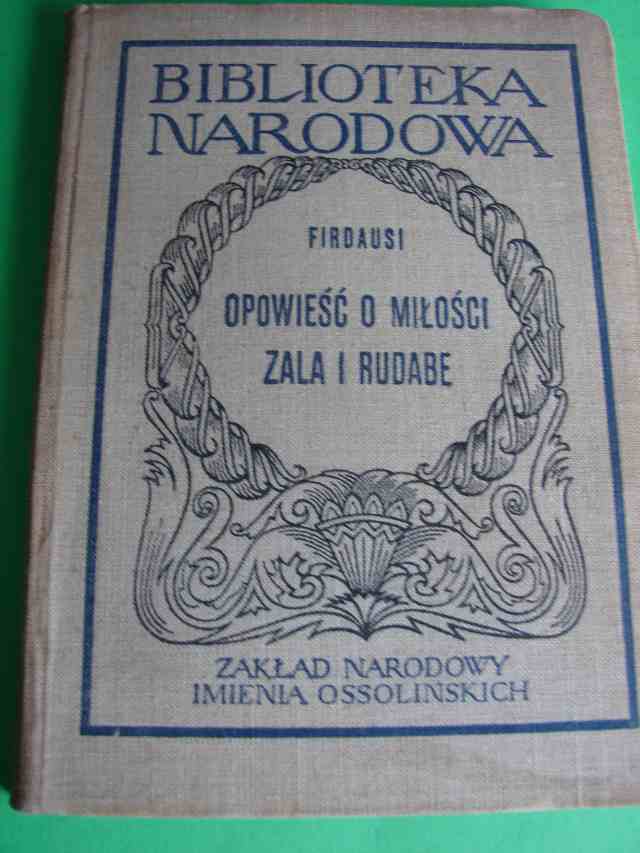 BIBLIOTEKA
NARODOWA
FIRDAUSI
OPOWIEŚĆ O MIŁOŚCI
ZALA I RUDABE
ZAKŁAD NARODOWY
IMIENIA OSSOLIŃSKICH